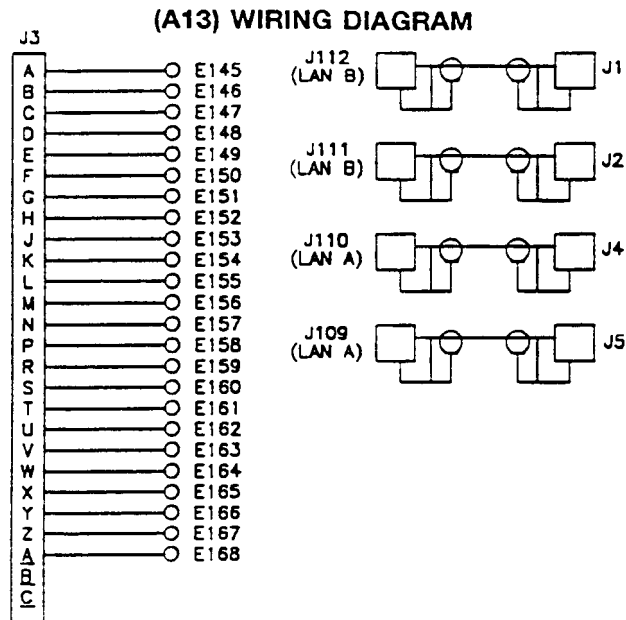 (A13) WIRING DIAGRAM
J3
A E145
B E146
C E147
D E148
E E149
F E150
G E151
H E152
J E153
K E154
L E155
M E156
N E157
P E158
R E159
S E160
T E161
U E162
V E163
W E164
X E165
Y E166
Z E167
A E168
B
C
J112
(LAN B)
J1
J111
(LAN B)
J2
J110
(LAN A)
J4
J109
(LAN A)
J5